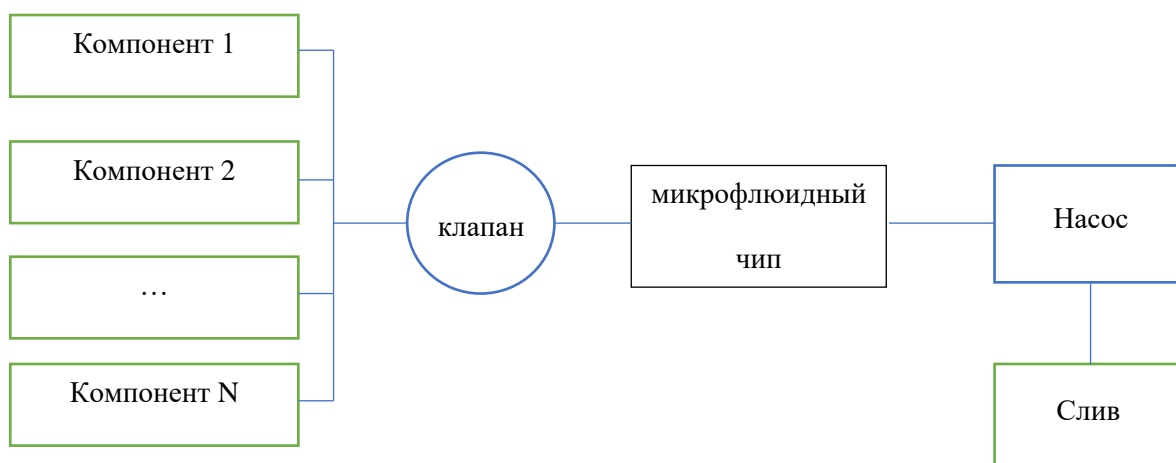 Компонент 1
Компонент 2
…
Компонент N
клапан
микрофлюидный
чип
Насос
Слив